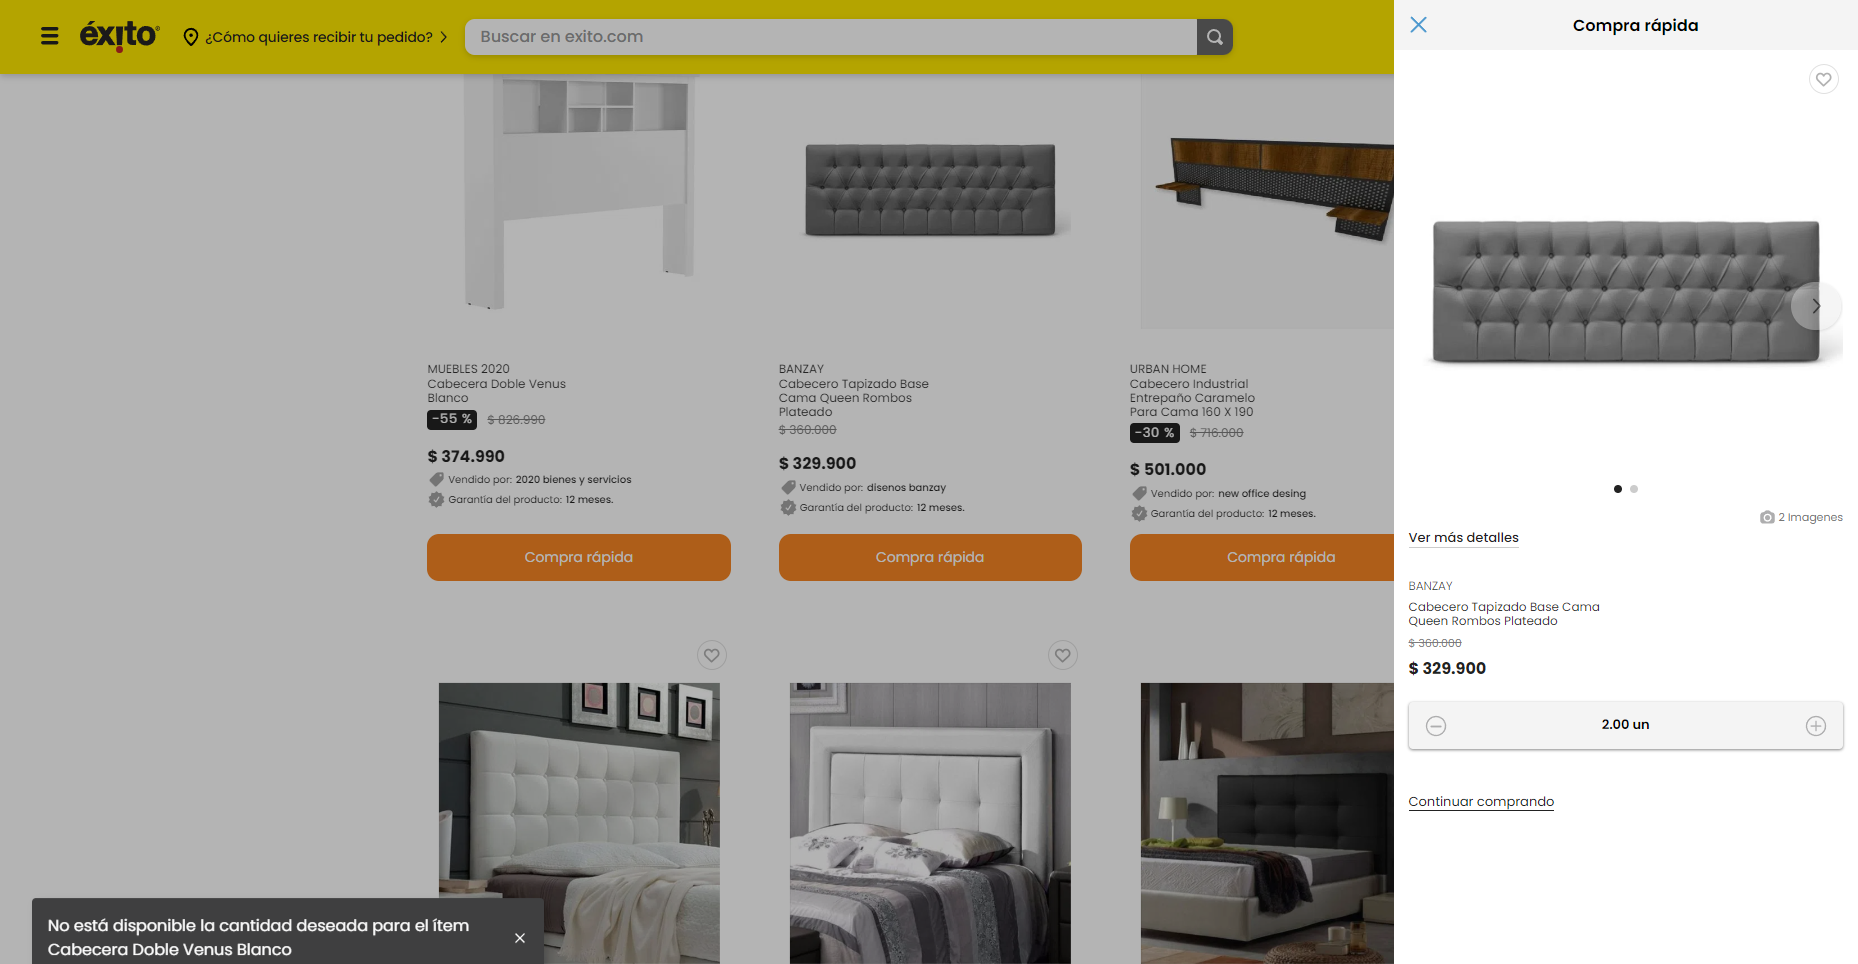 éxito
¿Cómo quieres recibir tu pedido?
Buscar en exito.com
MUEBLES 2020
Cabecera Doble Venus
Blanco
-55 %
$ 826.990
$ 374.990
Vendido por: 2020 bienes y servicios
Garantía del producto: 12 meses.
Compra rápida
BANZAY
Cabecero Tapizado Base
Cama Queen Rombos
Plateado
$ 360.000
$ 329.900
Vendido por: disenos banzay
Garantía del producto: 12 meses.
Compra rápida
URBAN HOME
Cabecero Industrial
Entrepaño Caramelo
Para Cama 160 X 190
-30 %
$ 716.000
$ 501.000
Vendido por: new office desing
Garantía del producto: 12 meses.
Compra rápida
No está disponible la cantidad deseada para el ítem
Cabecera Doble Venus Blanco
Compra rápida
2 Imagenes
Ver más detalles
BANZAY
Cabecero Tapizado Base Cama
Queen Rombos Plateado
$ 360.000
$ 329.900
2.00 un
Continuar comprando